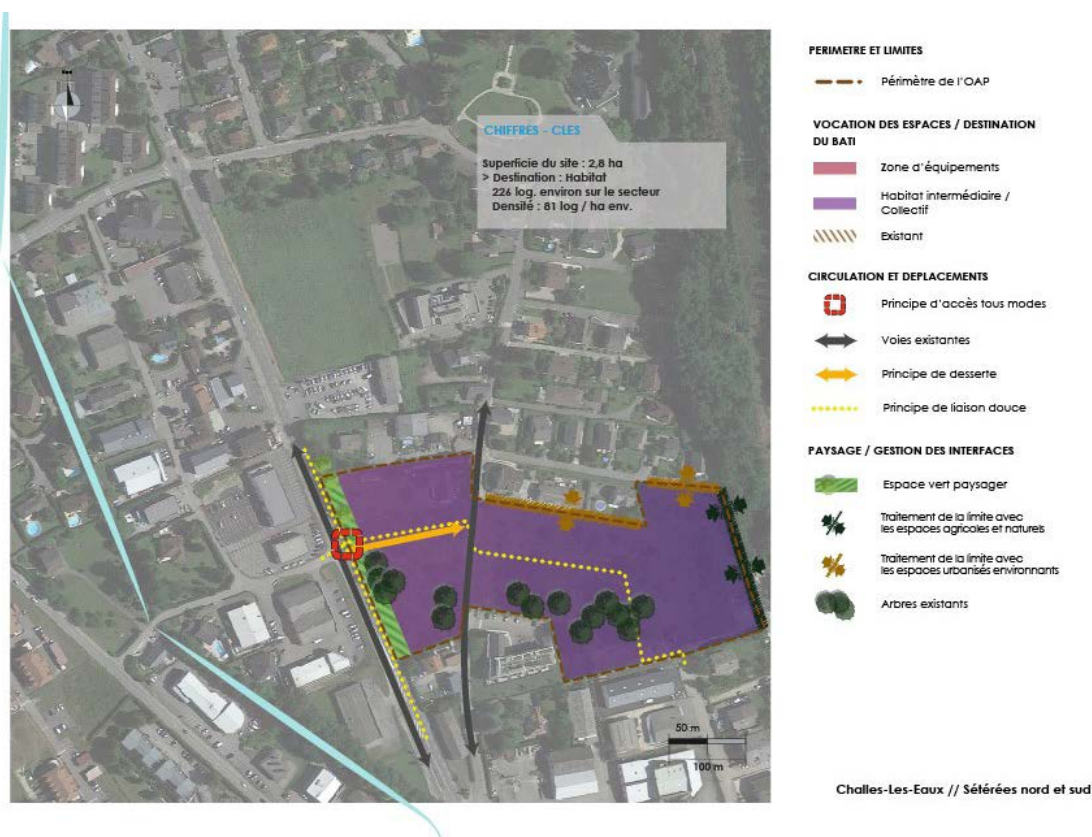 CHIFFRES - CLES
Superficie du site : 2,8 ha
> Destination : Habitat
226 log. environ sur le secteur
Densité : 81 log / ha env.
50 m
100 m
PERIMETRE ET LIMITES
Périmètre de l'OAP
VOCATION DES ESPACES / DESTINATION
DU BATI
Zone d'équipements
Habitat intermédiaire /
Collectif
Existant
CIRCULATION ET DEPLACEMENTS
Principe d'accès tous modes
Voies existantes
Principe de desserte
Principe de liaison douce
PAYSAGE / GESTION DES INTERFACES
Espace vert paysager
Traitement de la limite avec
les espaces agricoles et naturels
Traitement de la limite avec
les espaces urbanisés environnants
Arbres existants
Challes-Les-Eaux // Sétérées nord et sud